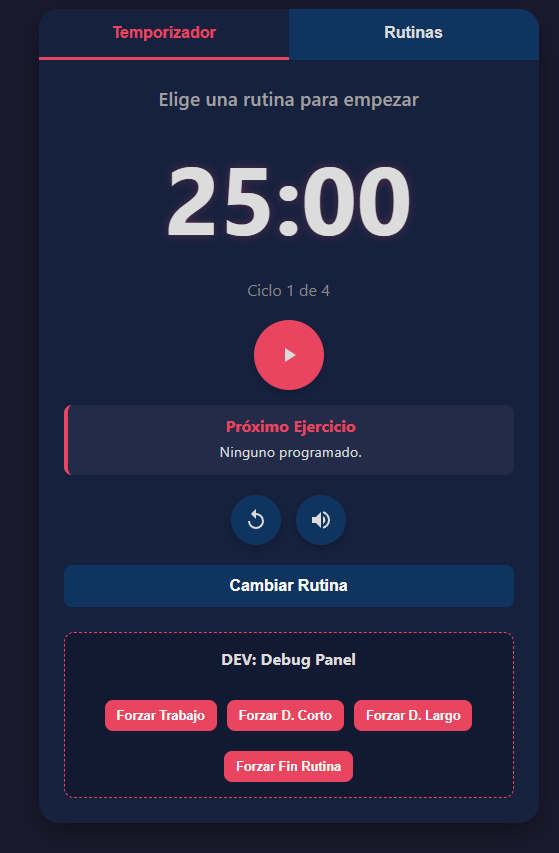 Temporizador Rutinas
Elige una rutina para empezar
25:00
Ciclo 1 de 4
Próximo Ejercicio
Ninguno programado.
Cambiar Rutina
DEV: Debug Panel
Forzar Trabajo Forzar D. Corto Forzar D. Largo
Forzar Fin Rutina